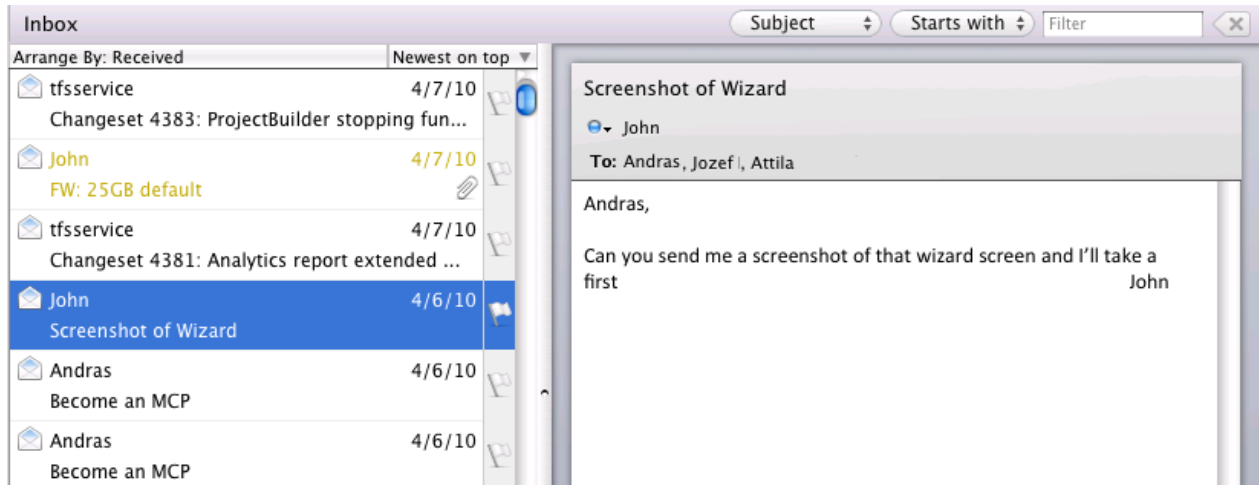 Inbox
Subject
Starts with
Filter
Arrange By: Received
Newest on top
tfsservice 4/7/10
Changeset 4383: ProjectBuilder stopping fun...
John 4/7/10
FW: 25GB default
tfsservice 4/7/10
Changeset 4381: Analytics report extended ...
John 4/6/10
Screenshot of Wizard
Andras 4/6/10
Become an MCP
Andras 4/6/10
Become an MCP
Screenshot of Wizard
John
To: Andras, Jozef, Attila
Andras,
Can you send me a screenshot of that wizard screen and I’ll take a
first John